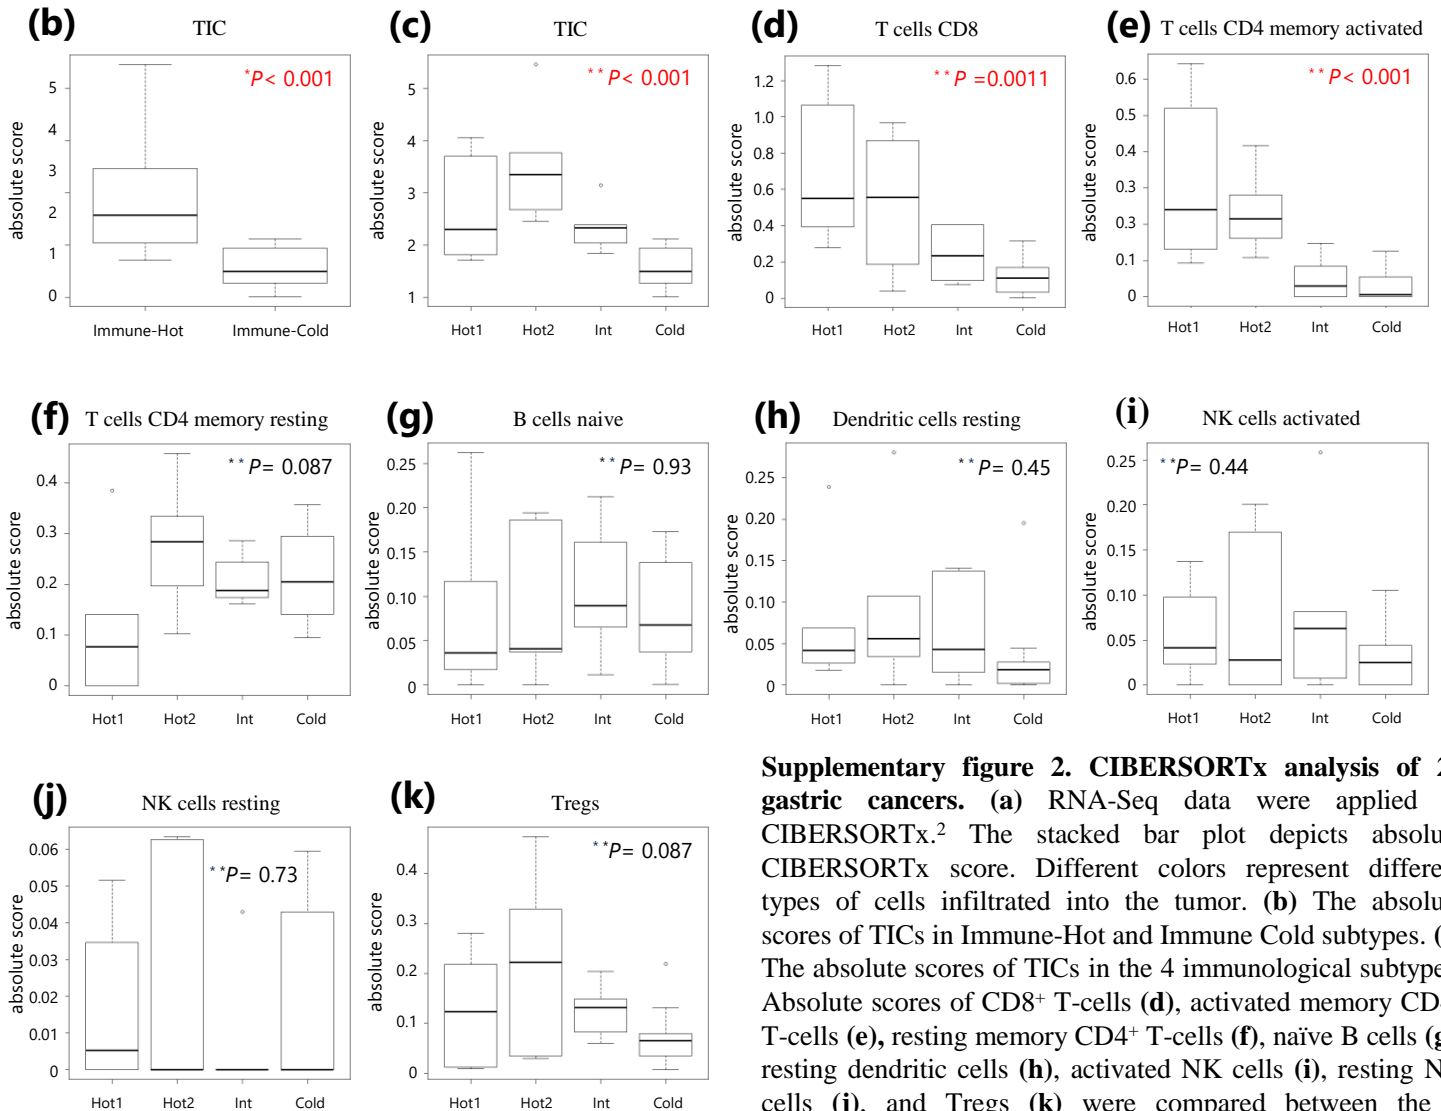 (b) TIC
*P< 0.001
absolute score
5
4
3
2
1
0
Immune-Hot Immune-Cold
(c) TIC
**P< 0.001
absolute score
5
4
3
2
1
Hot1 Hot2 Int Cold
(d) T cells CD8
**P =0.0011
absolute score
1.2
1.0
0.8
0.6
0.4
0.2
0
Hot1 Hot2 Int Cold
(e) T cells CD4 memory activated
**P< 0.001
absolute score
0.6
0.5
0.6
0.3
0.3
0.1
0
Hot1 Hot2 Int Cold
(f) T cells CD4 memory resting
**P= 0.087
absolute score
0.4
0.3
0.2
0.1
0
Hot1 Hot2 Int Cold
(g) B cells naive
**P= 0.93
absolute score
0.25
0.20
0.15
0.10
0.05
0
Hot1 Hot2 Int Cold
(h) Dendritic cells resting
**P= 0.45
absolute score
0.25
0.20
0.15
0.10
0.05
0
Hot1 Hot2 Int Cold
(i) NK cells activated
**P= 0.44
absolute score
0.25
0.20
0.15
0.10
0.05
0
Hot1 Hot2 Int Cold
(j) NK cells resting
**P= 0.73
absolute score
0.06
0.05
0.04
0.03
0.02
0.01
0
Hot1 Hot2 Int Cold
(k) Tregs
**P= 0.087
absolute score
0.4
0.3
0.2
0.1
0
Hot1 Hot2 Int Cold
Supplementary figure 2. CIBERSORTx analysis of 2
gastric cancers. (a) RNA-Seq data were applied
CIBERSORTx.2 The stacked bar plot depicts absolu
CIBERSORTx score. Different colors represent differe
types of cells infiltrated into the tumor. (b) The absolu
scores of TICs in Immune-Hot and Immune Cold subtypes. (
The absolute scores of TICs in the 4 immunological subtype
Absolute scores of CD8+ T-cells (d), activated memory CD4
T-cells (e), resting memory CD4+ T-cells (f), naïve B cells (g
resting dendritic cells (h), activated NK cells (i), resting N
cells (j), and Tregs (k) were compared between the